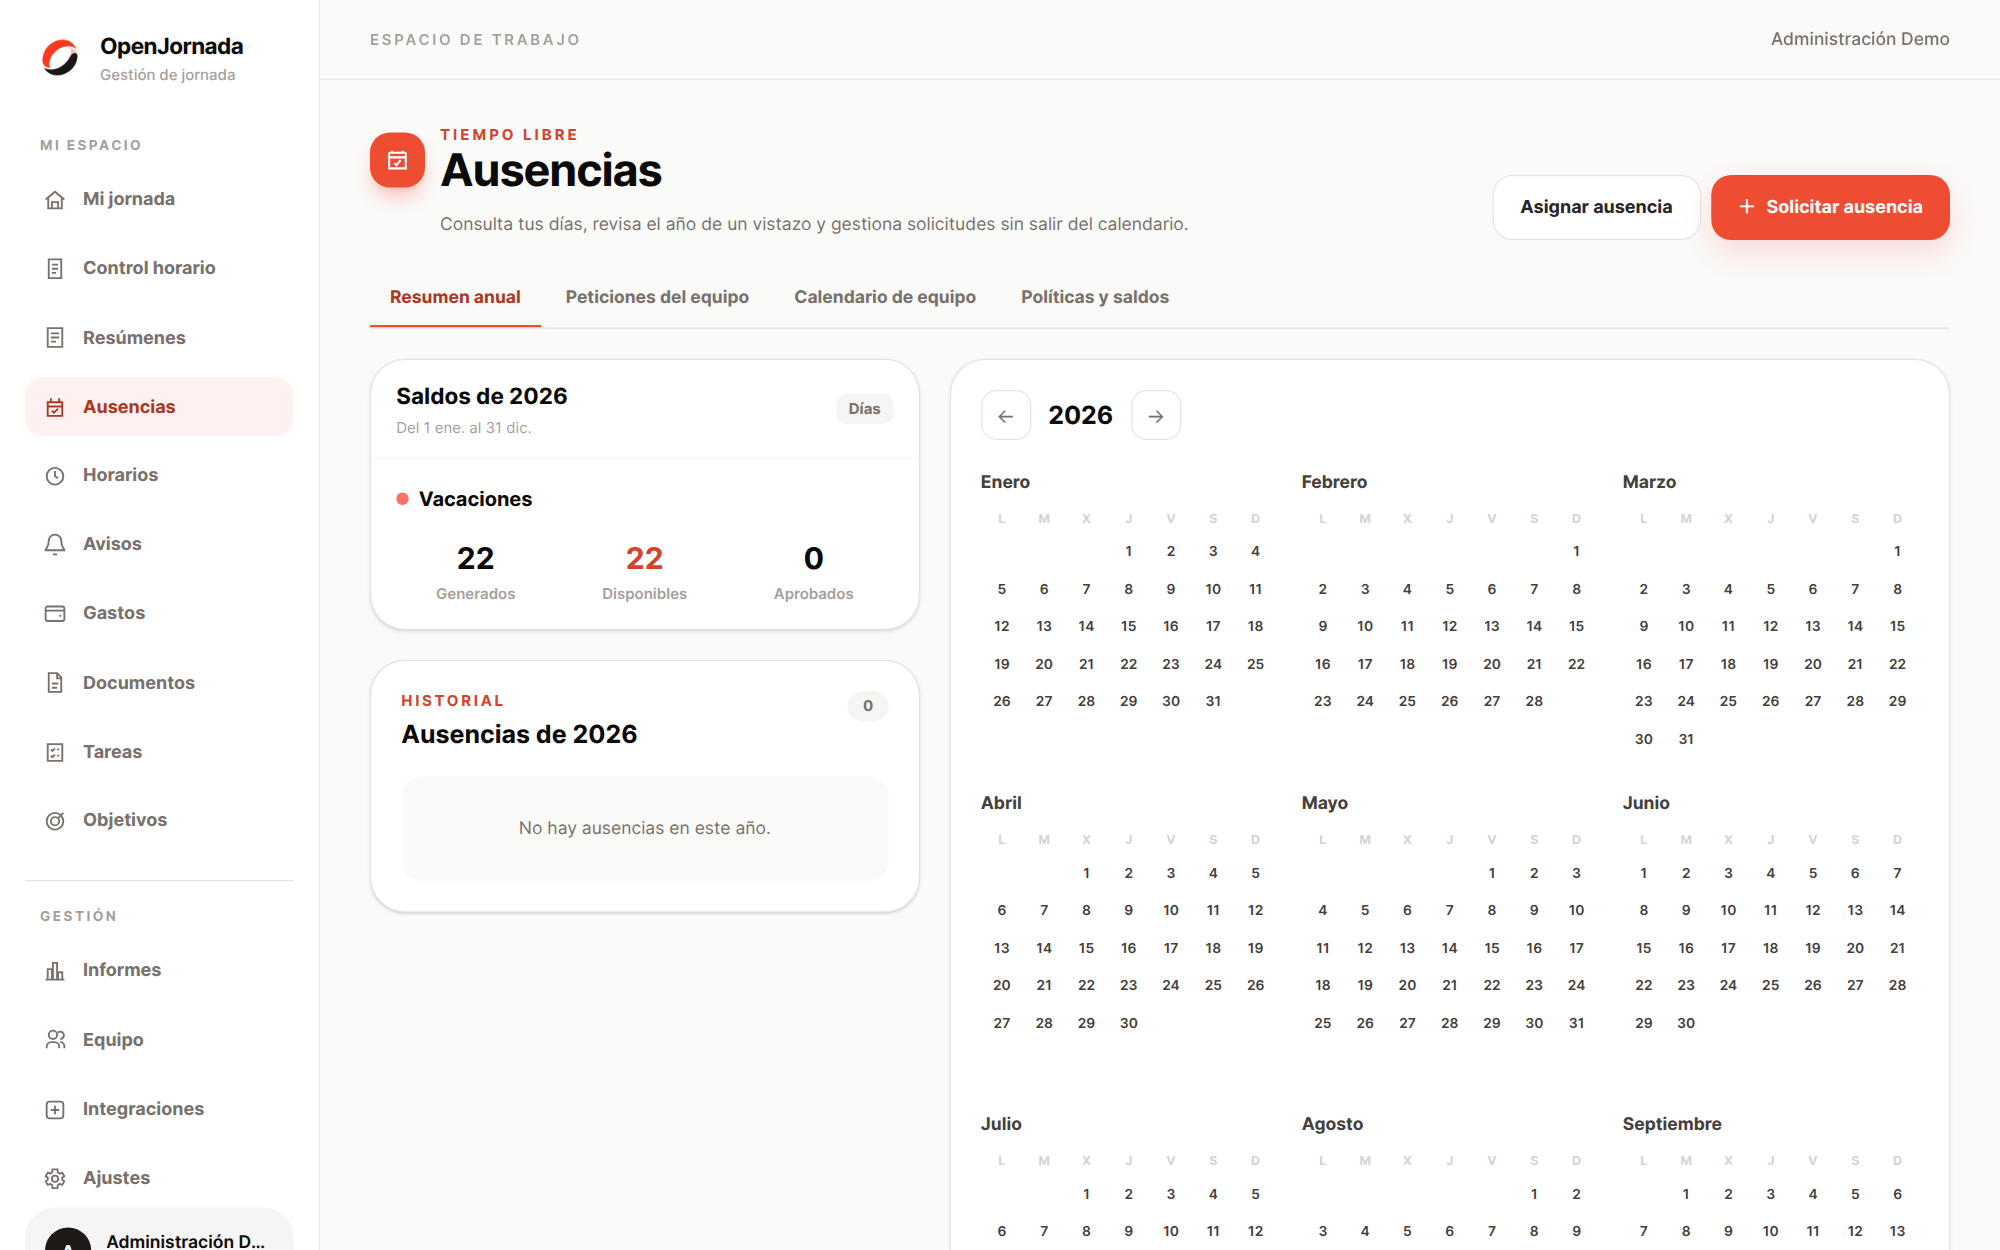 OpenJornada
Gestión de jornada
MI ESPACIO
Mi jornada
Control horario
Resúmenes
Ausencias
Horarios
Avisos
Gastos
Documentos
Tareas
Objetivos
GESTIÓN
Informes
Equipo
Integraciones
Ajustes
Administración D...
ESPACIO DE TRABAJO
Administración Demo
TIEMPO LIBRE
Ausencias
Consulta tus días, revisa el año de un vistazo y gestiona solicitudes sin salir del calendario.
Asignar ausencia
+ Solicitar ausencia
Resumen anual Peticiones del equipo Calendario de equipo Políticas y saldos
Saldos de 2026
Del 1 ene. al 31 dic.
Días
Vacaciones
22 22 0
Generados Disponibles Aprobados
HISTORIAL
0
Ausencias de 2026
No hay ausencias en este año.
← 2026 →
Enero
L M X J V S D
1 2 3 4
5 6 7 8 9 10 11
12 13 14 15 16 17 18
19 20 21 22 23 24 25
26 27 28 29 30 31
Febrero
L M X J V S D
1
2 3 4 5 6 7 8
9 10 11 12 13 14 15
16 17 18 19 20 21 22
23 24 25 26 27 28
Marzo
L M X J V S D
1
2 3 4 5 6 7 8
9 10 11 12 13 14 15
16 17 18 19 20 21 22
23 24 25 26 27 28 29
30 31
Abril
L M X J V S D
1 2 3 4 5
6 7 8 9 10 11 12
13 14 15 16 17 18 19
20 21 22 23 24 25 26
27 28 29 30
Mayo
L M X J V S D
1 2 3
4 5 6 7 8 9 10
11 12 13 14 15 16 17
18 19 20 21 22 23 24
25 26 27 28 29 30 31
Junio
L M X J V S D
1 2 3 4 5 6 7
8 9 10 11 12 13 14
15 16 17 18 19 20 21
22 23 24 25 26 27 28
29 30
Julio
L M X J V S D
1 2 3 4 5
6 7 8 9 10 11 12
Agosto
L M X J V S D
1 2
3 4 5 6 7 8 9
Septiembre
L M X J V S D
1 2 3 4 5 6
7 8 9 10 11 12 13